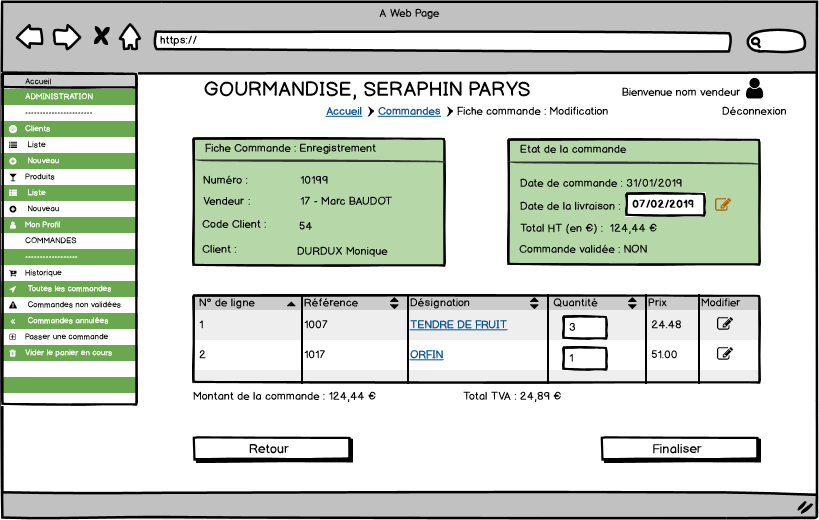 A Web Page
https://
Accueil
ADMINISTRATION
----------------------
Clients
Liste
Nouveau
Produits
Liste
Nouveau
Mon Profil
COMMANDES
-----------------
Historique
Toutes les commandes
Commandes non validées
Commandes annulées
Passer une commande
Vider le panier en cours
GOURMANDISE, SERAPHIN PARYS
Bienvenue nom vendeur
Accueil Commandes Fiche commande : Modification
Déconnexion
Fiche Commande : Enregistrement
Numéro : 10199
Vendeur : 17 - Marc BAUDOT
Code Client : 54
Client : DURDUX Monique
Etat de la commande
Date de commande : 31/01/2019
Date de la livraison : 07/02/2019
Total HT (en €) : 124,44 €
Commande validée : NON
N° de ligne Référence Désignation Quantité Prix Modifier
1 1007 TENDRE DE FRUIT 3 24.48
2 1017 ORFIN 1 51.00
Montant de la commande : 124,44 € Total TVA : 24,89 €
Retour Finaliser